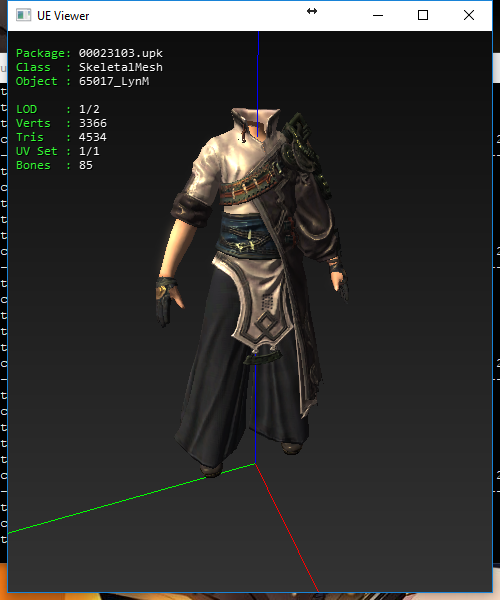 UE Viewer
Package: 00023103.upk
Class : SkeletalMesh
Object : 65017_LynM
LOD : 1/2
Verts : 3366
Tris : 4534
UV Set : 1/1
Bones : 85